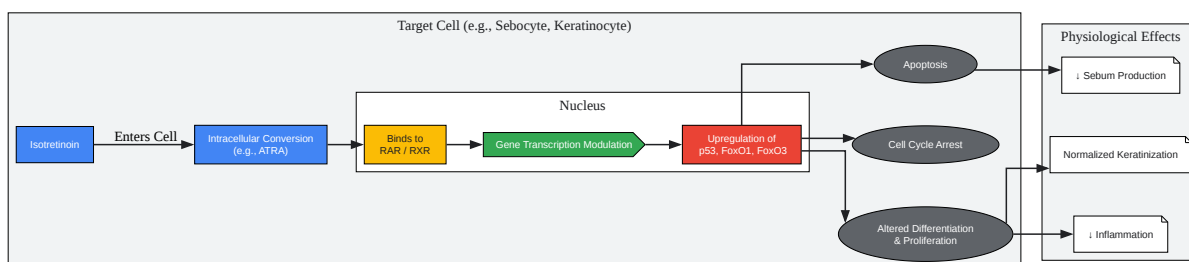 Target Cell (e.g., Sebocyte, Keratinocyte)
Physiological Effects
Apoptosis
↓ Sebum Production
Nucleus
Isotretinoin
Enters Cell
Intracellular Conversion
(e.g., ATRA)
Binds to
RAR / RXR
Gene Transcription Modulation
Upregulation of
p53, FoxO1, FoxO3
Cell Cycle Arrest
Normalized Keratinization
Altered Differentiation
& Proliferation
↓ Inflammation